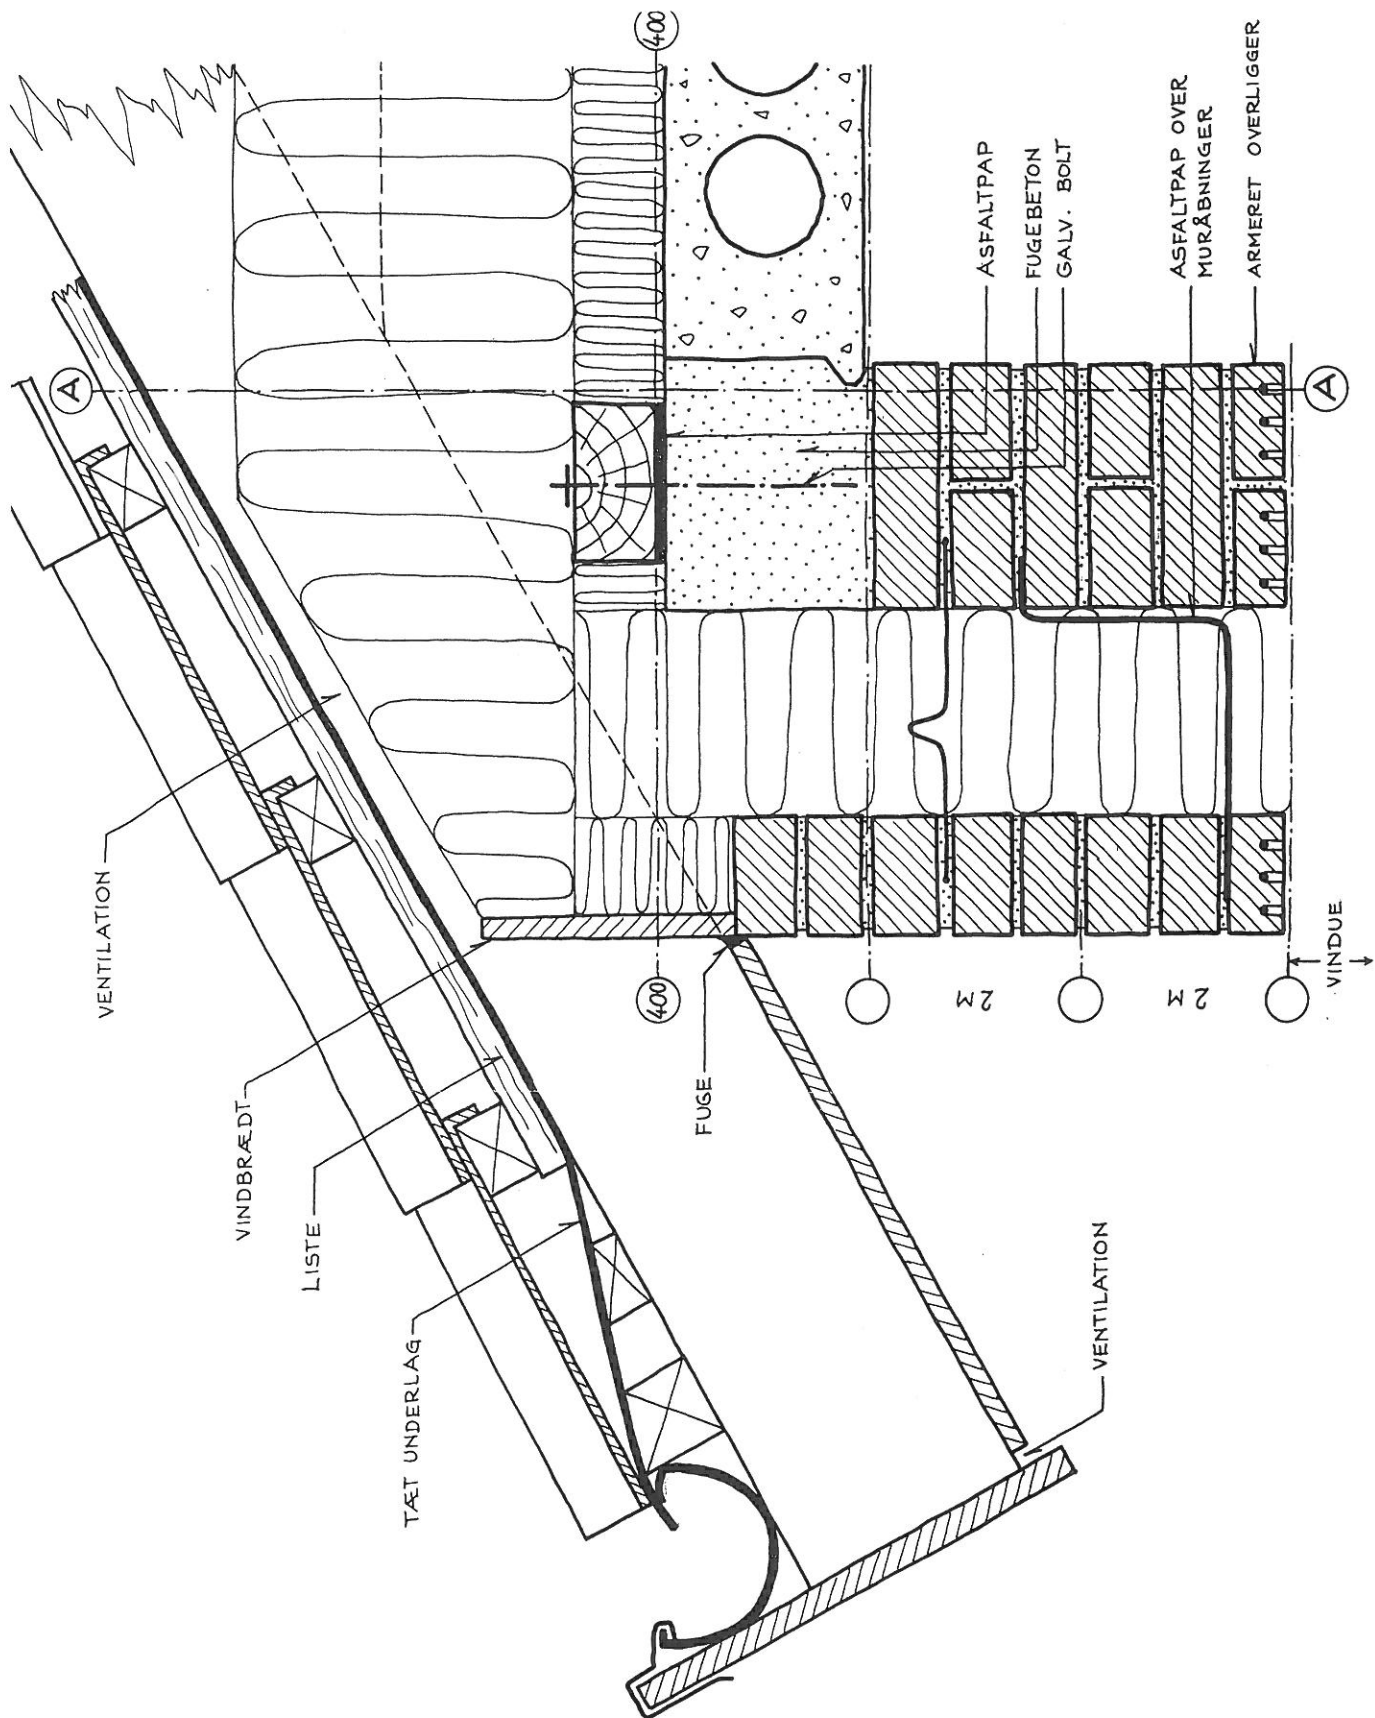 VENTILATION
VINDBRÆDT
LISTE
TÆT UNDERLAG
A
400
400
FUGE
VENTILATION
2M
2M
VINDUE
ASFALTPAP
FUGEBETON
GALV. BOLT
ASFALTPAP OVER
MURÅBNINGER
ARMERET OVERLIGGER
A